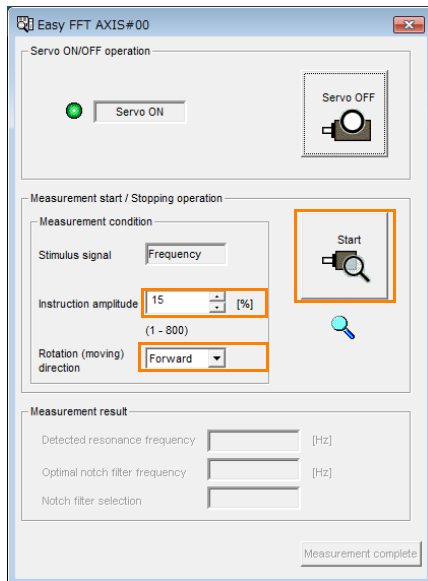 Easy FFT AXIS#00
Servo ON/OFF operation
Servo ON
Servo OFF
Measurement start / Stopping operation
Measurement condition
Stimulus signal
Frequency
Start
Instruction amplitude
15
[%]
(1 - 800)
Rotation (moving)
direction
Forward
Measurement result
Detected resonance frequency
[Hz]
Optimal notch filter frequency
[Hz]
Notch filter selection
Measurement complete